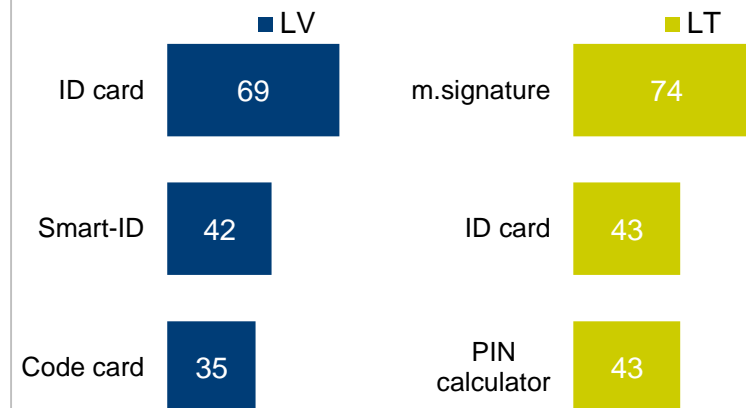 LV
ID card
69
Smart-ID
42
Code card
35
LT
m.signature
74
ID card
43
PIN
calculator
43